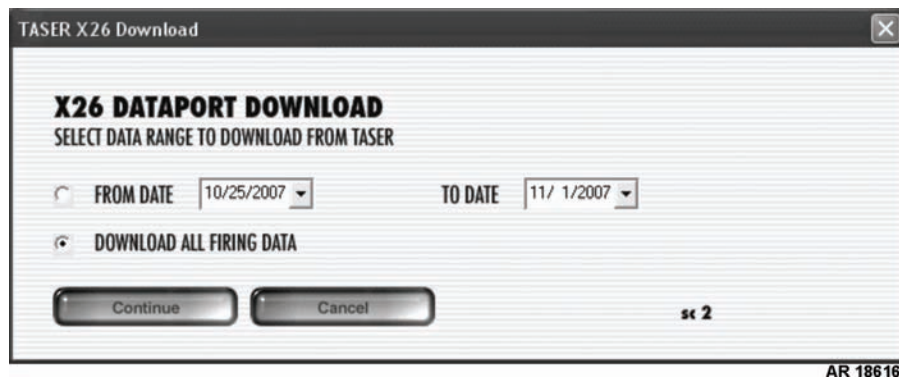 TASER X26 Download
X26 DATAPORT DOWNLOAD
SELECT DATA RANGE TO DOWNLOAD FROM TASER
FROM DATE 10/25/2007 TO DATE 11/ 1/2007
DOWNLOAD ALL FIRING DATA
Continue Cancel sc 2
AR 18616